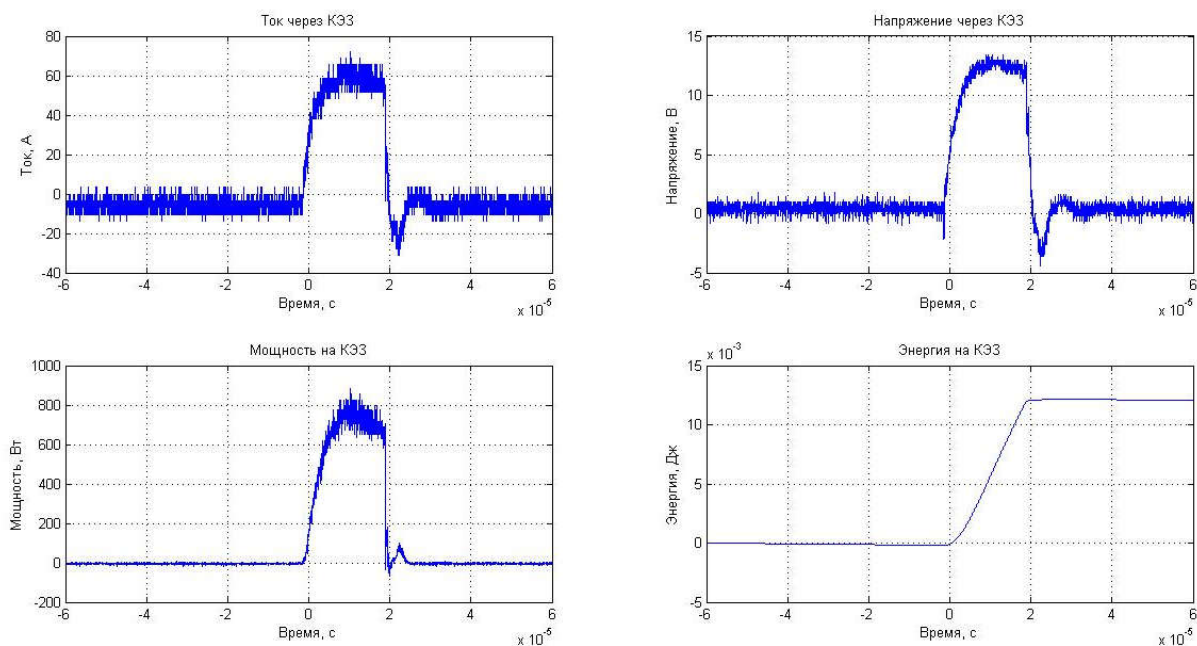 Ток через КЭЗ
Ток, А
80
60
40
20
0
-20
-40
-6 -4 -2 0 2 4 6
Время, с
x 10⁻⁵
Напряжение через КЭЗ
Напряжение, В
15
10
5
0
-5
-6 -4 -2 0 2 4 6
Время, с
x 10⁻⁵
Мощность на КЭЗ
Мощность, Вт
1000
800
600
400
200
0
-200
-6 -4 -2 0 2 4 6
Время, с
x 10⁻⁵
x 10⁻³
Энергия на КЭЗ
Энергия, Дж
15
10
5
0
-5
-6 -4 -2 0 2 4 6
Время, с
x 10⁻⁵